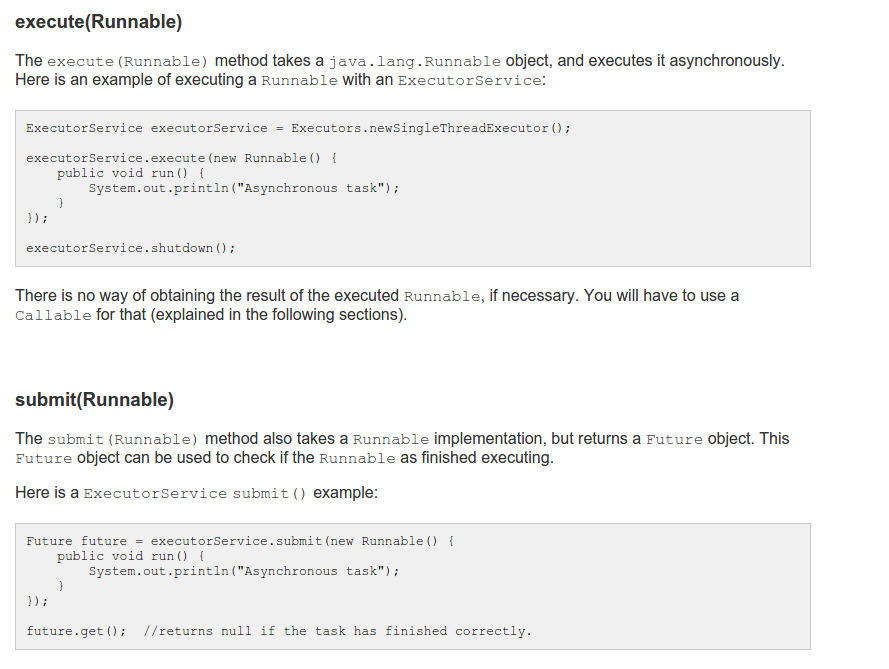 execute(Runnable)
The execute(Runnable) method takes a java.lang.Runnable object, and executes it asynchronously.
Here is an example of executing a Runnable with an ExecutorService:
ExecutorService executorService = Executors.newSingleThreadExecutor();
executorService.execute(new Runnable() {
    public void run() {
        System.out.println("Asynchronous task");
    }
});
executorService.shutdown();
There is no way of obtaining the result of the executed Runnable, if necessary. You will have to use a
Callable for that (explained in the following sections).
submit(Runnable)
The submit(Runnable) method also takes a Runnable implementation, but returns a Future object. This
Future object can be used to check if the Runnable as finished executing.
Here is a ExecutorService submit() example:
Future future = executorService.submit(new Runnable() {
    public void run() {
        System.out.println("Asynchronous task");
    }
});
future.get();  //returns null if the task has finished correctly.